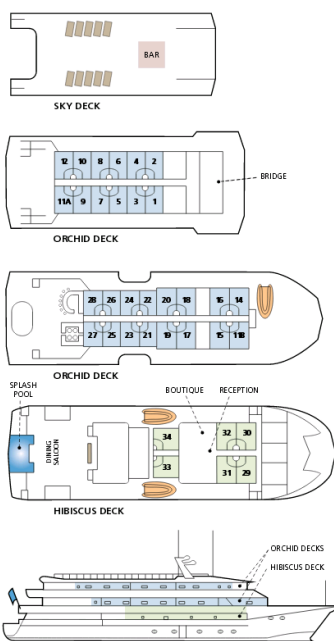 BAR
SKY DECK
12 10 8 6 4 2
11A 9 7 5 3 1
BRIDGE
ORCHID DECK
28 26 24 22 20 18 16 14
27 25 23 21 19 17 15 11B
ORCHID DECK
SPLASH
POOL
BOUTIQUE
RECEPTION
DINING
SALOON
34
32 30
33
31 29
HIBISCUS DECK
ORCHID DECKS
HIBISCUS DECK